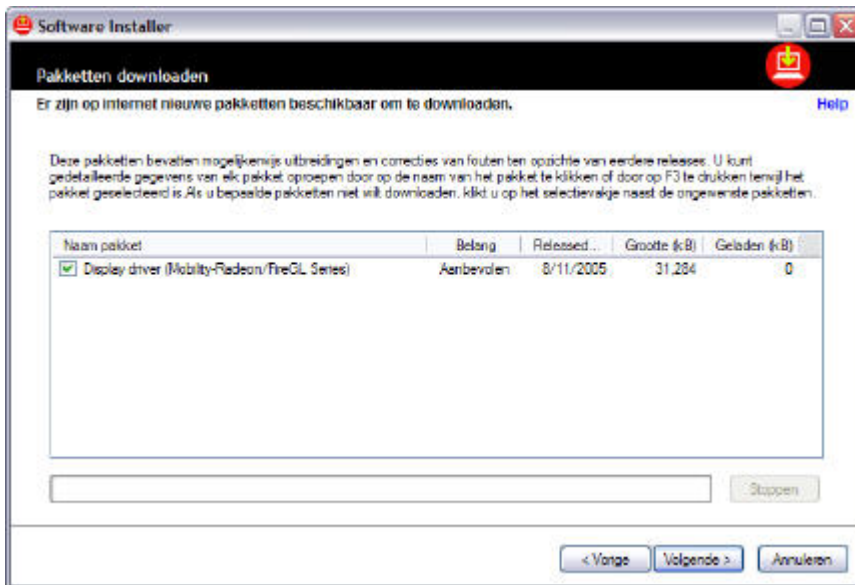 Software Installer
Pakketten downloaden
Er zijn op internet nieuwe pakketten beschikbaar om te downloaden.
Help
Deze pakketten bevatten mogelijkerwijs uitbreidingen en correcties van fouten ten opzichte van eerdere releases. U kunt
gedetailleerde gegevens van elk pakket oproepen door op de naam van het pakket te klikken of door op F3 te drukken terwijl het
pakket geselecteerd is. Als u bepaalde pakketten niet wilt downloaden, klikt u op het selectievakje naast de ongewenste pakketten.
Naam pakket Belang Released... Grootte (kB) Geladen (kB)
Display driver (Mobility-Radeon/FireGL Series) Aanbevolen 8/11/2005 31,284 0
Stoppen
< Vorige Volgende > Annuleren